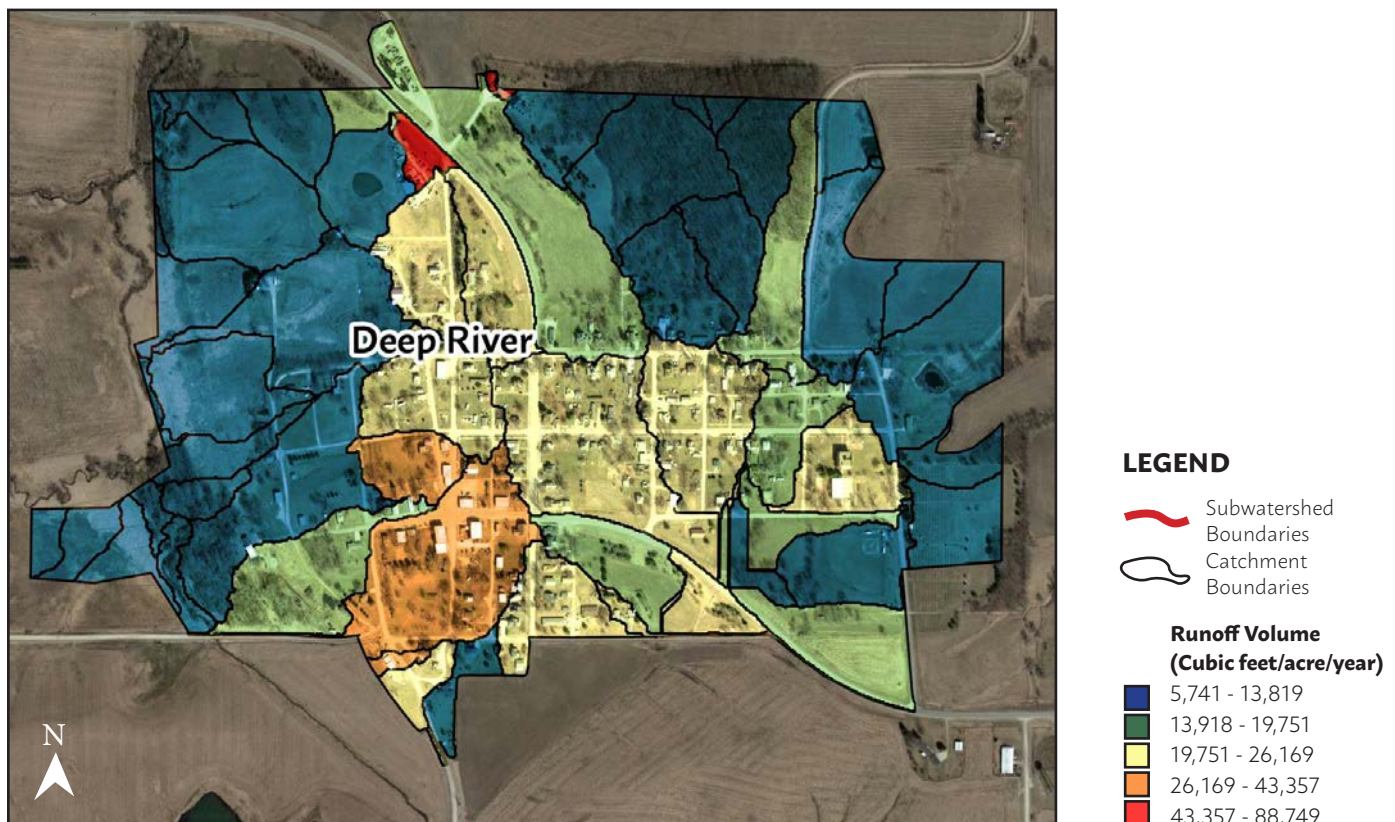 Deep River
N
LEGEND
Subwatershed
Boundaries
Catchment
Boundaries
Runoff Volume
(Cubic feet/acre/year)
5,741 - 13,819
13,918 - 19,751
19,751 - 26,169
26,169 - 43,357
43,357 - 88,749